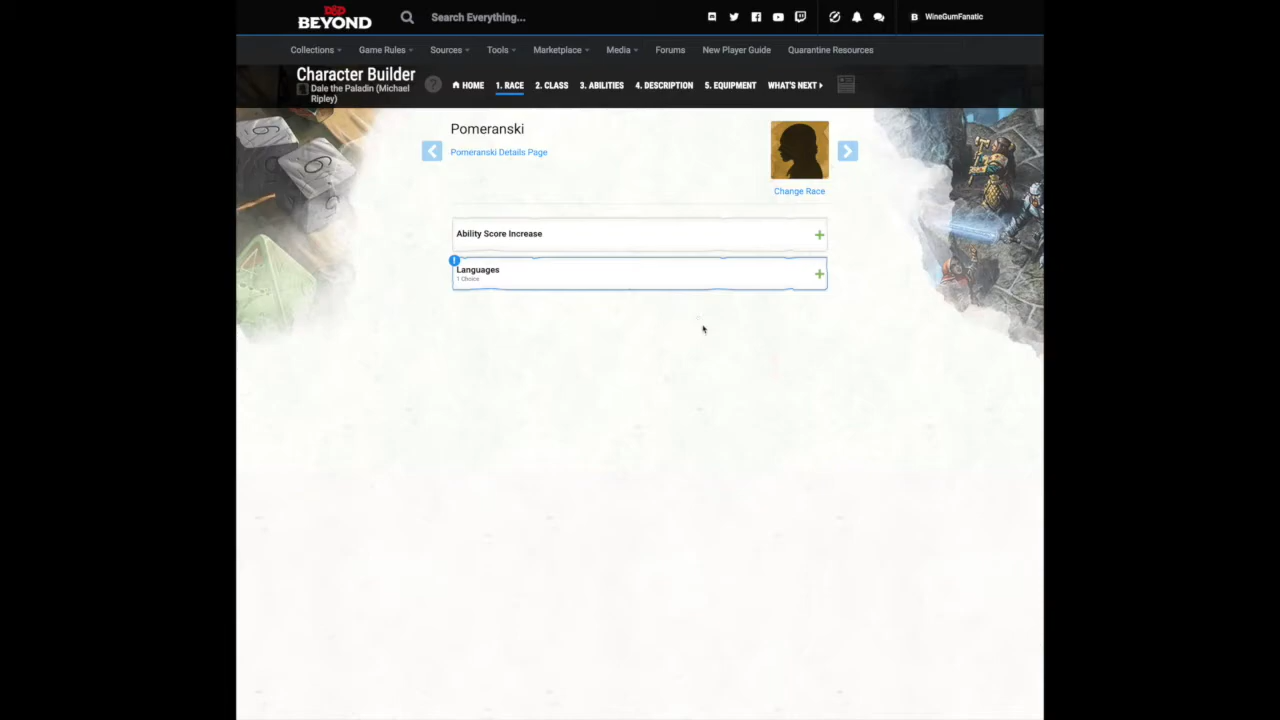 D&D
BEYOND
Search Everything...
WineGumFanatic
Collections
Game Rules
Sources
Tools
Marketplace
Media
Forums
New Player Guide
Quarantine Resources
Character Builder
Dale the Paladin (Michael
Ripley)
?
HOME
1. RACE
2. CLASS
3. ABILITIES
4. DESCRIPTION
5. EQUIPMENT
WHAT'S NEXT
Pomeranski
Pomeranski Details Page
Change Race
Ability Score Increase
!
Languages
1 Choice